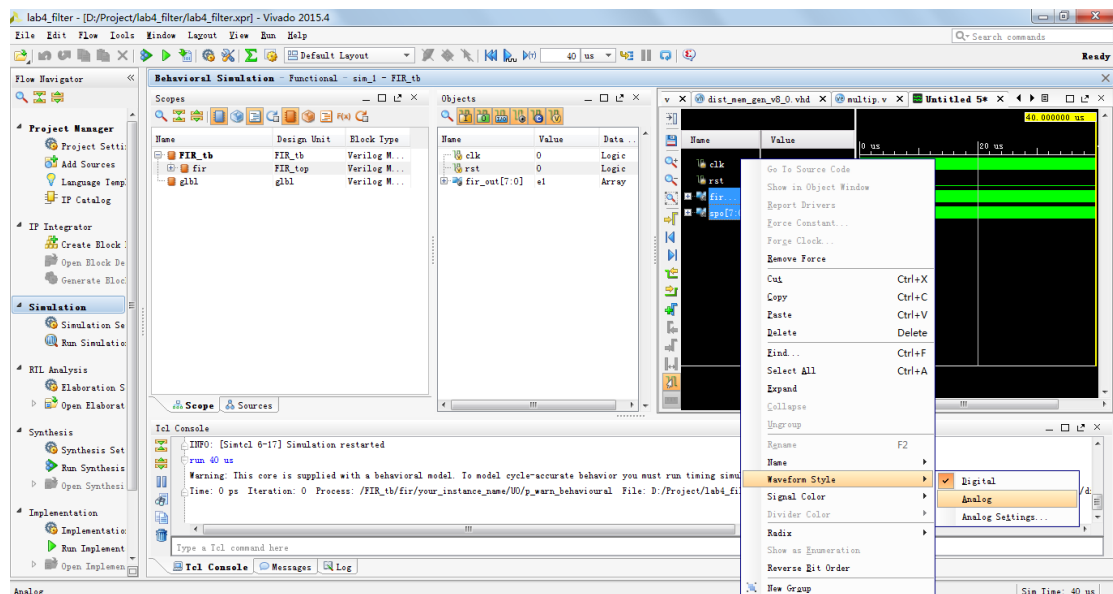 lab4_filter - [D:/Project/lab4_filter/lab4_filter.xpr] - Vivado 2015.4
File Edit Flow Tools Window Layout View Run Help
Search commands
Default Layout
40 us
Ready
Flow Navigator
Project Manager
Project Setti
Add Sources
Language Templ
IP Catalog
IP Integrator
Create Block
Open Block De
Generate Bloc
Simulation
Simulation Se
Run Simulatio
RTL Analysis
Elaboration S
Open Elaborat
Synthesis
Synthesis Set
Run Synthesis
Open Synthesi
Implementation
Implementatio
Run Implement
Open Implemen
Behavioral Simulation - Functional - sim_1 - FIR_tb
Scopes
Name Design Unit Block Type
FIR_tb FIR_tb Verilog M...
fir FIR_top Verilog M...
glbl glbl Verilog M...
Scope Sources
Objects
Name Value Data ..
clk 0 Logic
rst 0 Logic
fir_out[7:0] e1 Array
v dist_mem_gen_v8_0.vhd multip.v Untitled 5*
40.000000 us
Name Value
0 us 20 us
clk
rst
fir...
spo[7:0
Go To Source Code
Show in Object Window
Report Drivers
Force Constant...
Force Clock...
Remove Force
Cut Ctrl+X
Copy Ctrl+C
Paste Ctrl+V
Delete Delete
Find... Ctrl+F
Select All Ctrl+A
Expand
Collapse
Ungroup
Rename F2
Name
Waveform Style
Signal Color
Divider Color
Radix
Show as Enumeration
Reverse Bit Order
New Group
Digital
Analog
Analog Settings...
Tcl Console
INFO: [Simtcl 6-17] Simulation restarted
run 40 us
Warning: This core is supplied with a behavioral model. To model cycle-accurate behavior you must run timing simu
Time: 0 ps Iteration: 0 Process: /FIR_tb/fir/your_instance_name/U0/p_warn_behavioural File: D:/Project/lab4_fil
/d:
Type a Tcl command here
Tcl Console Messages Log
Analog
Sim Time: 40 us